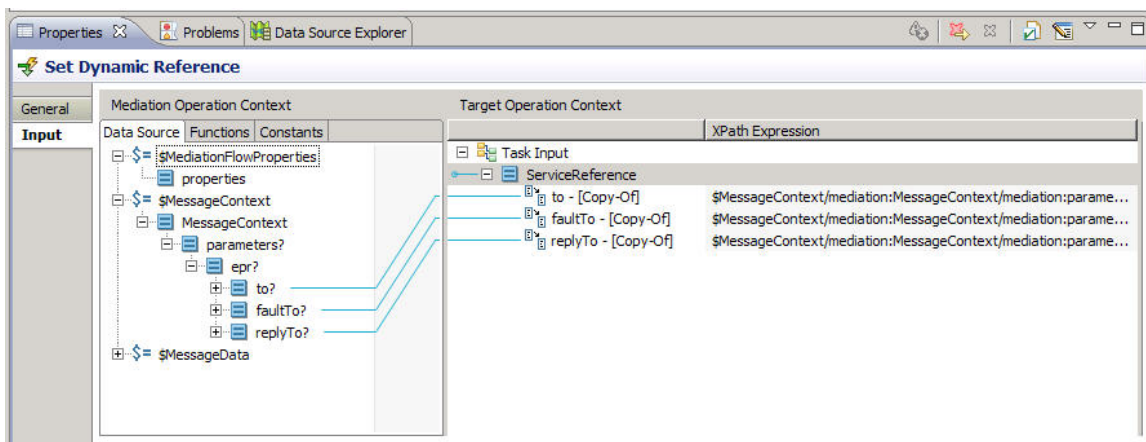 Properties Problems Data Source Explorer
Set Dynamic Reference
General
Input
Mediation Operation Context
Data Source Functions Constants
$MediationFlowProperties
properties
$MessageContext
MessageContext
parameters?
epr?
to?
faultTo?
replyTo?
$MessageData
Target Operation Context
XPath Expression
Task Input
ServiceReference
to - [Copy-Of] $MessageContext/mediation:MessageContext/mediation:parame...
faultTo - [Copy-Of] $MessageContext/mediation:MessageContext/mediation:parame...
replyTo - [Copy-Of] $MessageContext/mediation:MessageContext/mediation:parame...